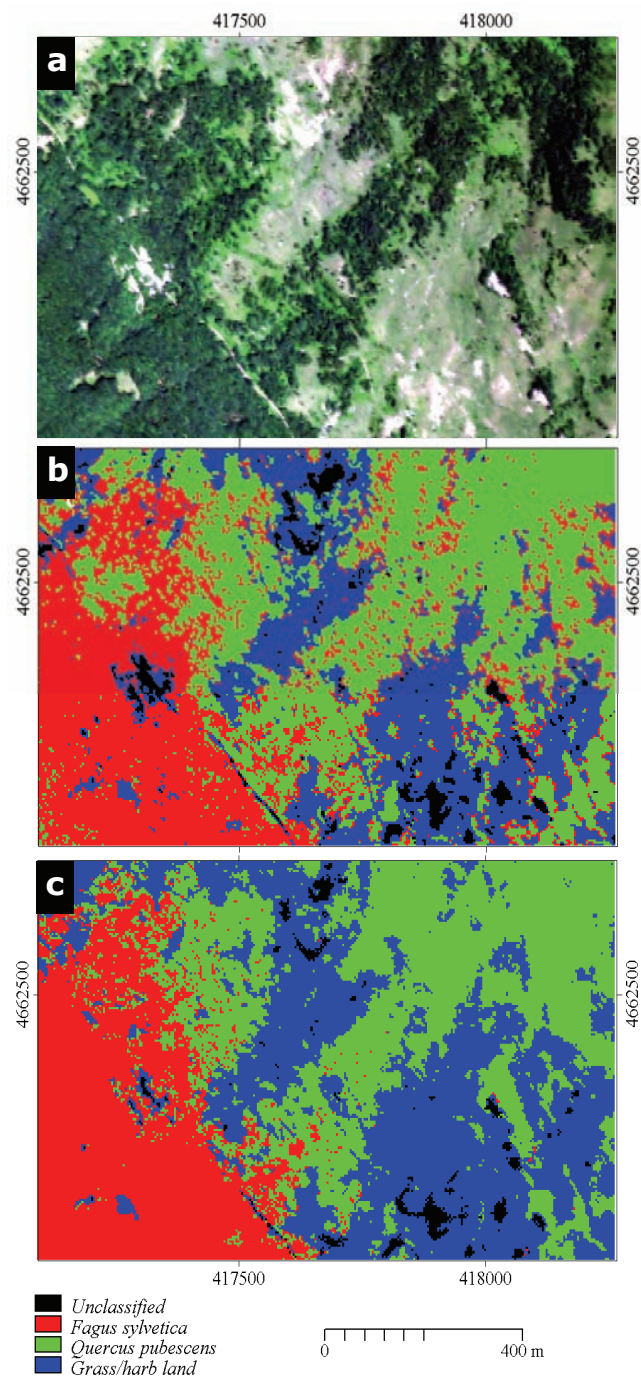 417500 418000
a
4662500 4662500
b
4662500 4662500
c
4662500 4662500
417500 418000
Unclassified
Fagus sylvetica
Quercus pubescens
Grass/harb land
0 400 m